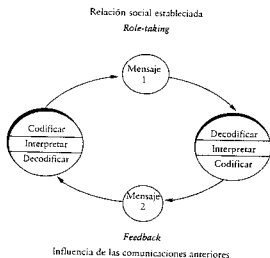 Relación social estableciada
Role-taking
Mensaje
1
Codificar
Interpretar
Decodificar
Decodificar
Interpretar
Codificar
Mensaje
2
Feedback
Influencia de las comunicaciones anteriores